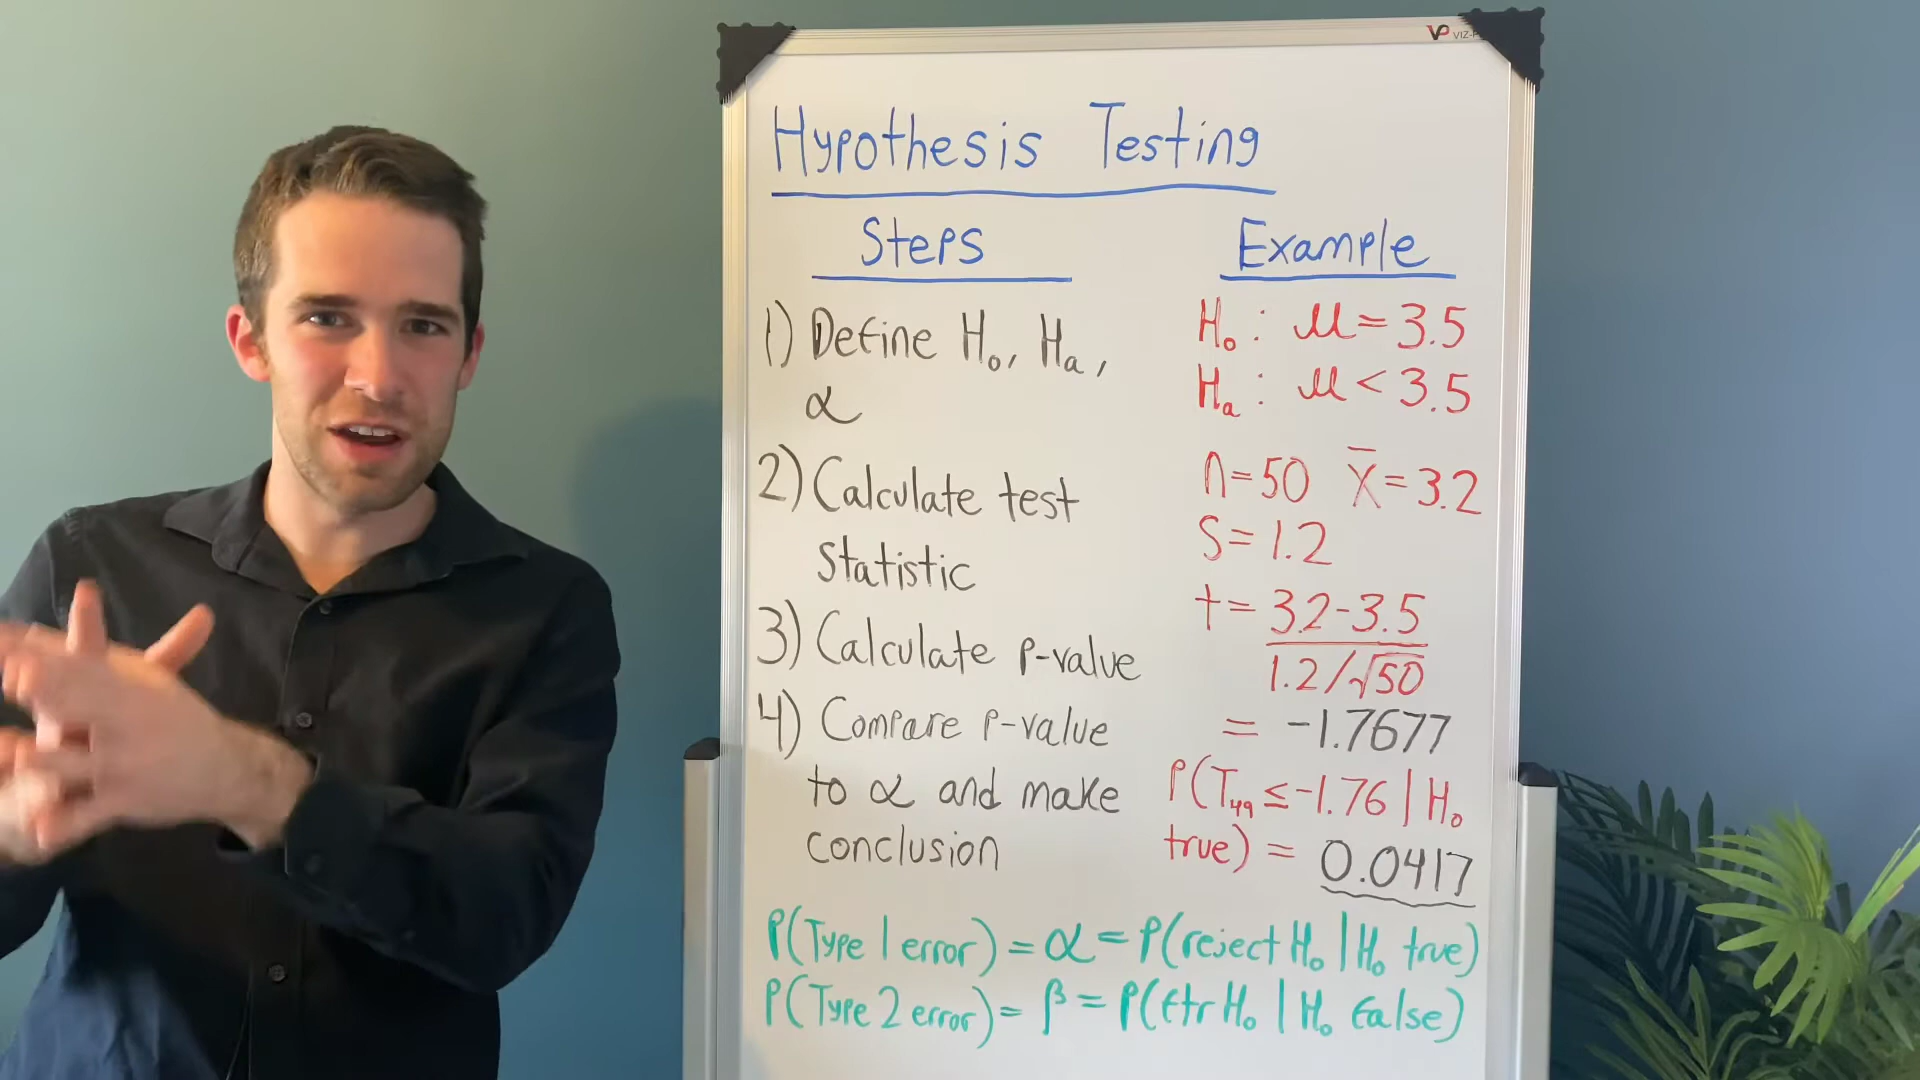 VP VIZ-P
Hypothesis Testing
Steps
1) Define H₀, Hₐ,
α
2) Calculate test
statistic
3) Calculate p-value
4) Compare p-value
to α and make
conclusion
Example
H₀: μ = 3.5
Hₐ: μ < 3.5
n=50 x̄=3.2
S=1.2
t= 3.2-3.5
1.2/√50
= -1.7677
P(T₄₉ ≤ -1.76 | H₀
true) = 0.0417
P(Type 1 error) = α = P(reject H₀ | H₀ true)
P(Type 2 error) = β = P(ftr H₀ | H₀ false)